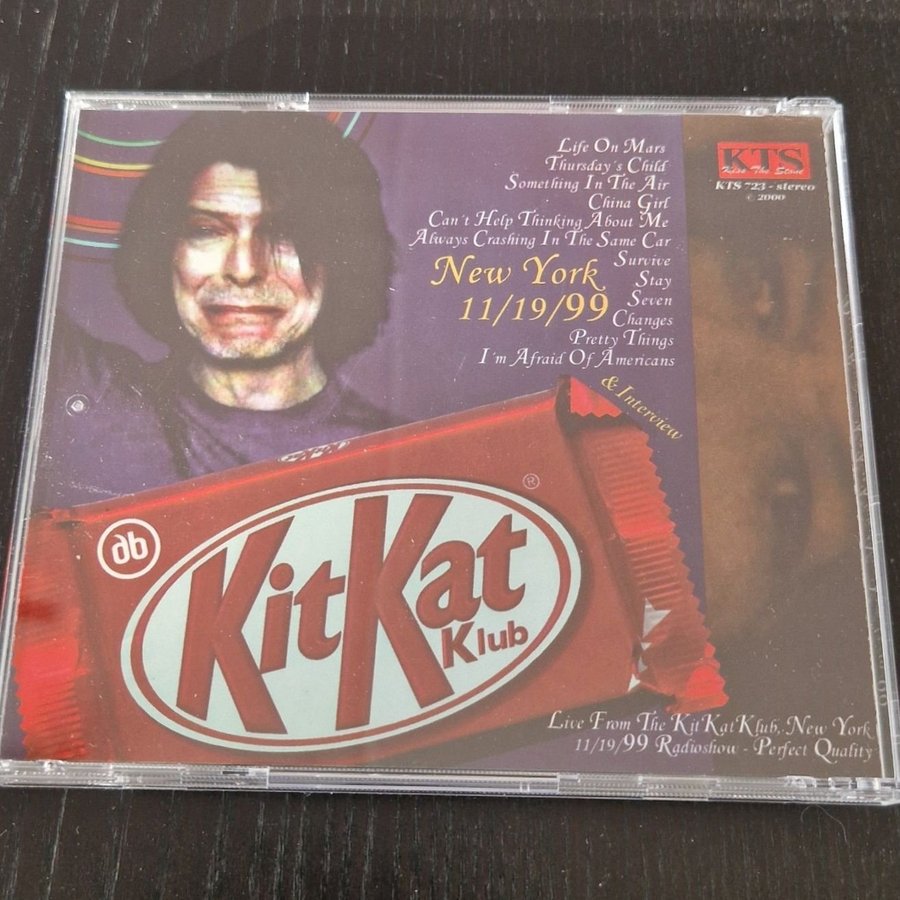 Life On Mars
Thursday's Child
Something In The Air
China Girl
Can't Help Thinking About Me
Always Crashing In The Same Car
Survive
Stay
Seven
Changes
Pretty Things
I'm Afraid Of Americans
& Interview
New York
11/19/99
KTS
Kiss The Stone
KTS 723 - stereo
© 2000
db
KitKat
Klub
®
Live From The KitKatKlub, New York
11/19/99 Radioshow - Perfect Quality